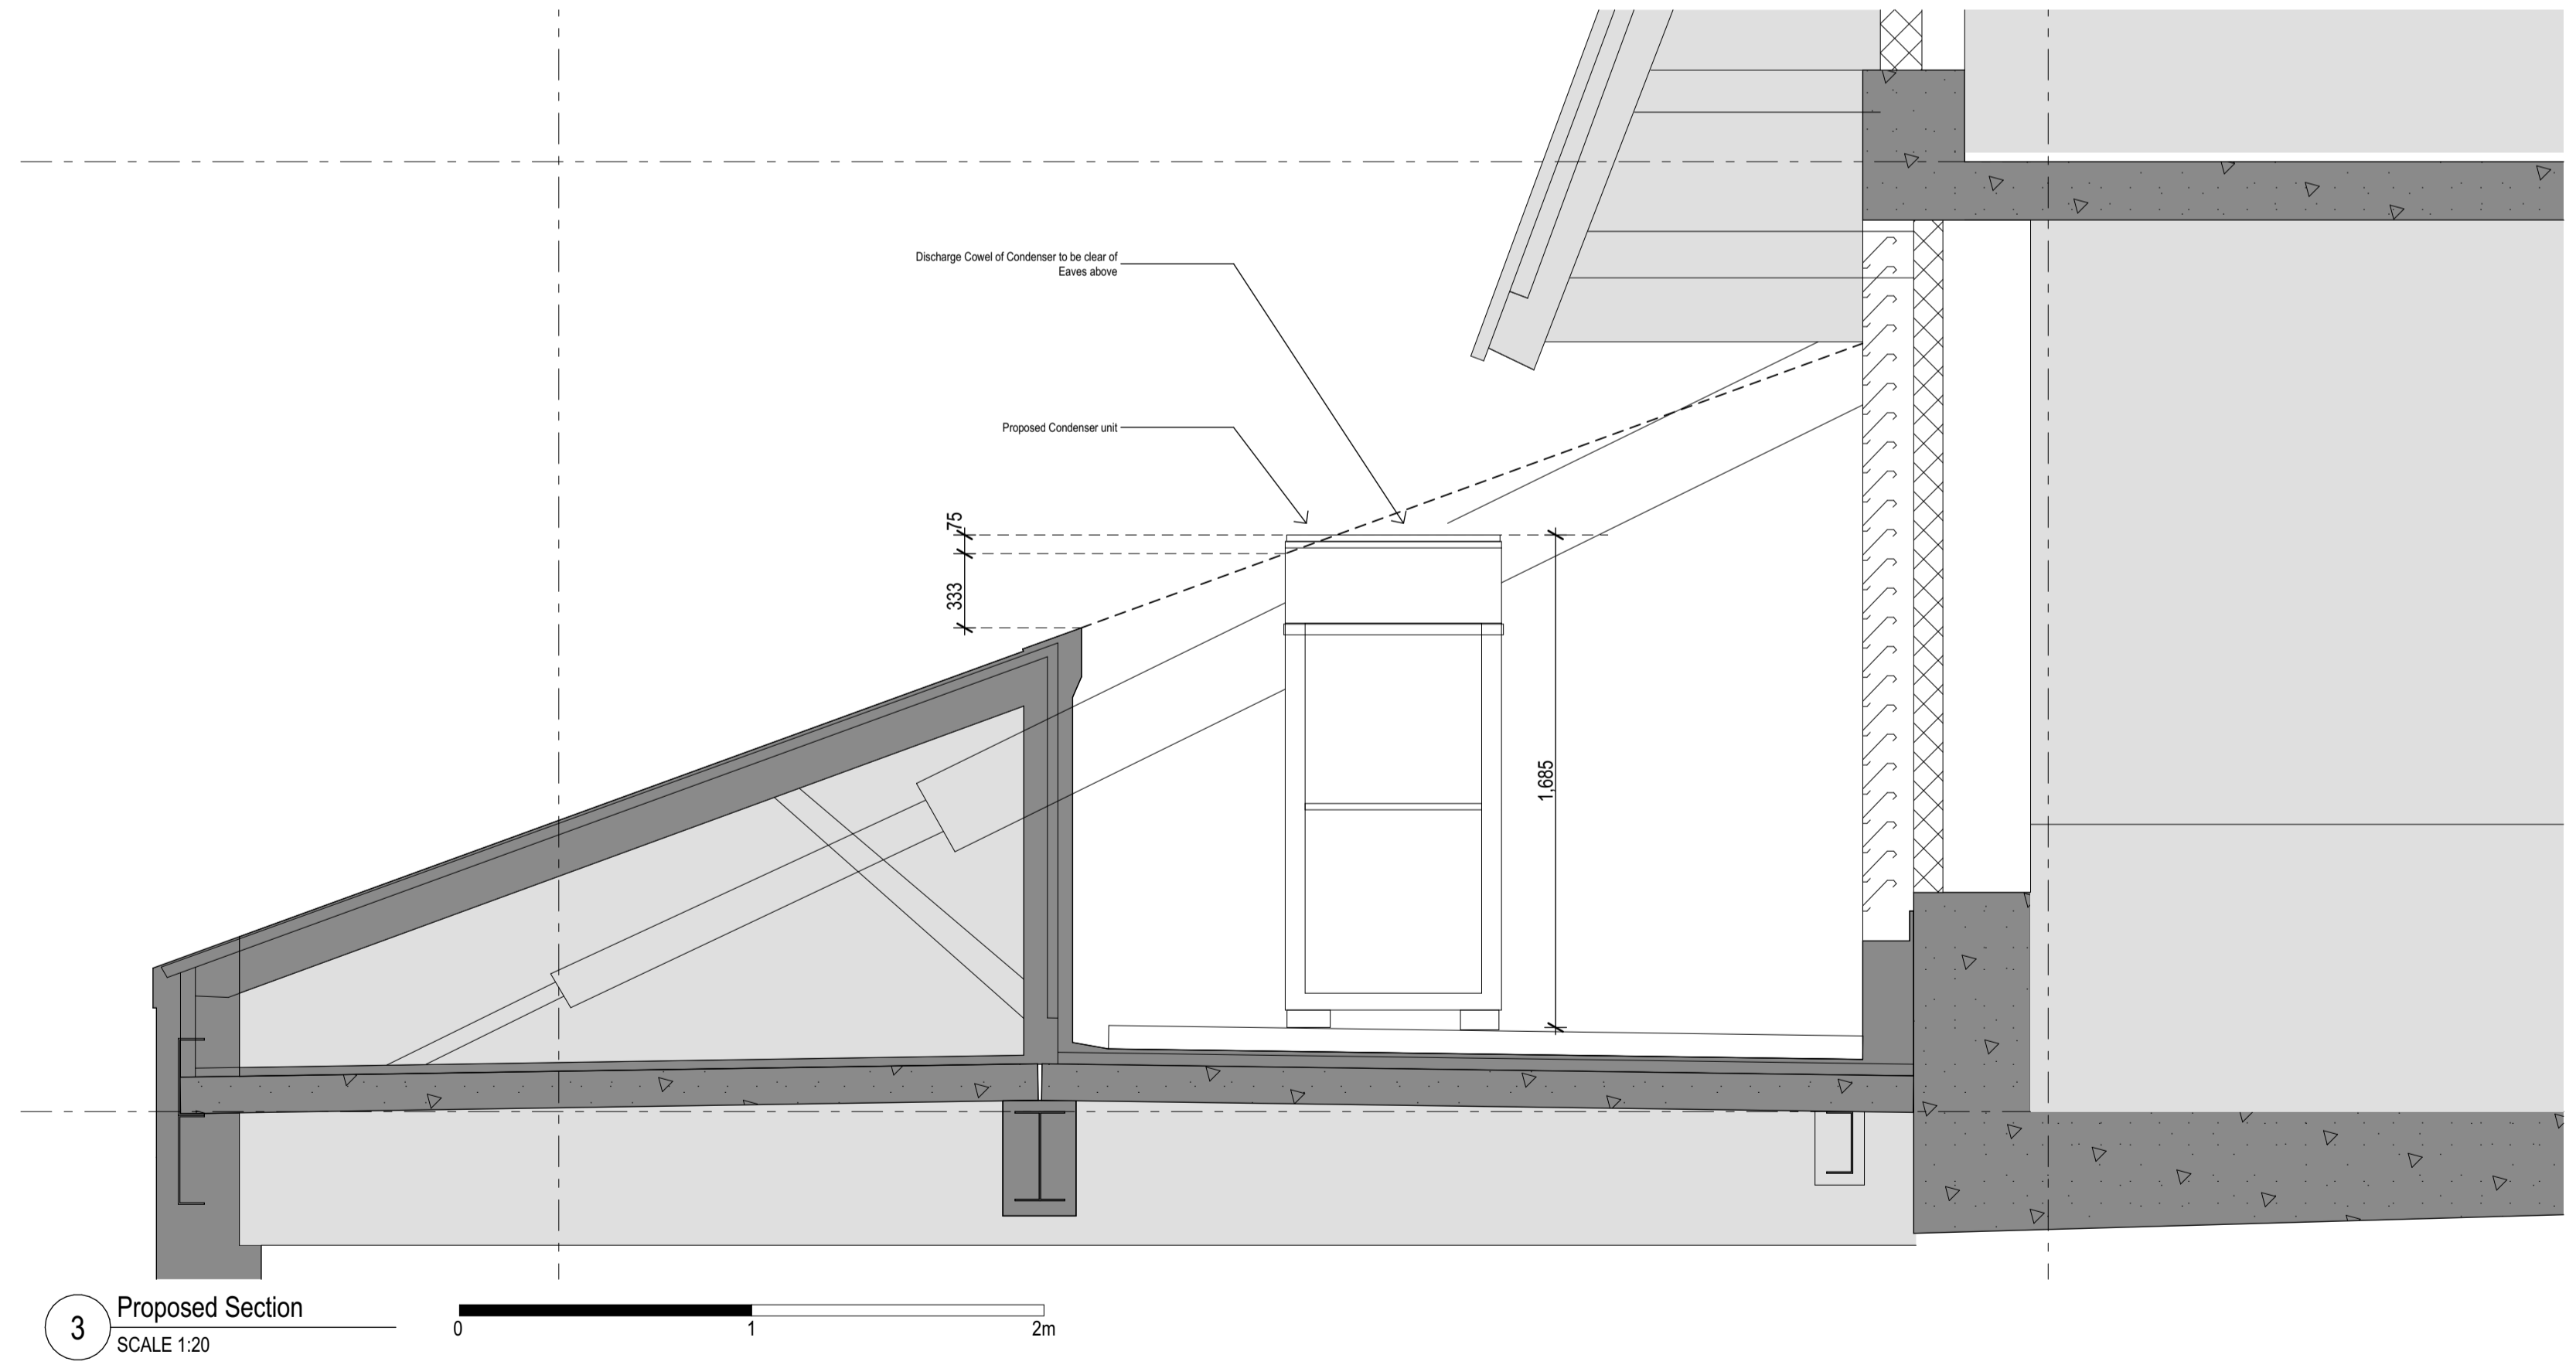 Discharge Cowel of Condenser to be clear of
Eaves above
Proposed Condenser unit
75
333
1,685
3
Proposed Section
SCALE 1:20
0
1
2m